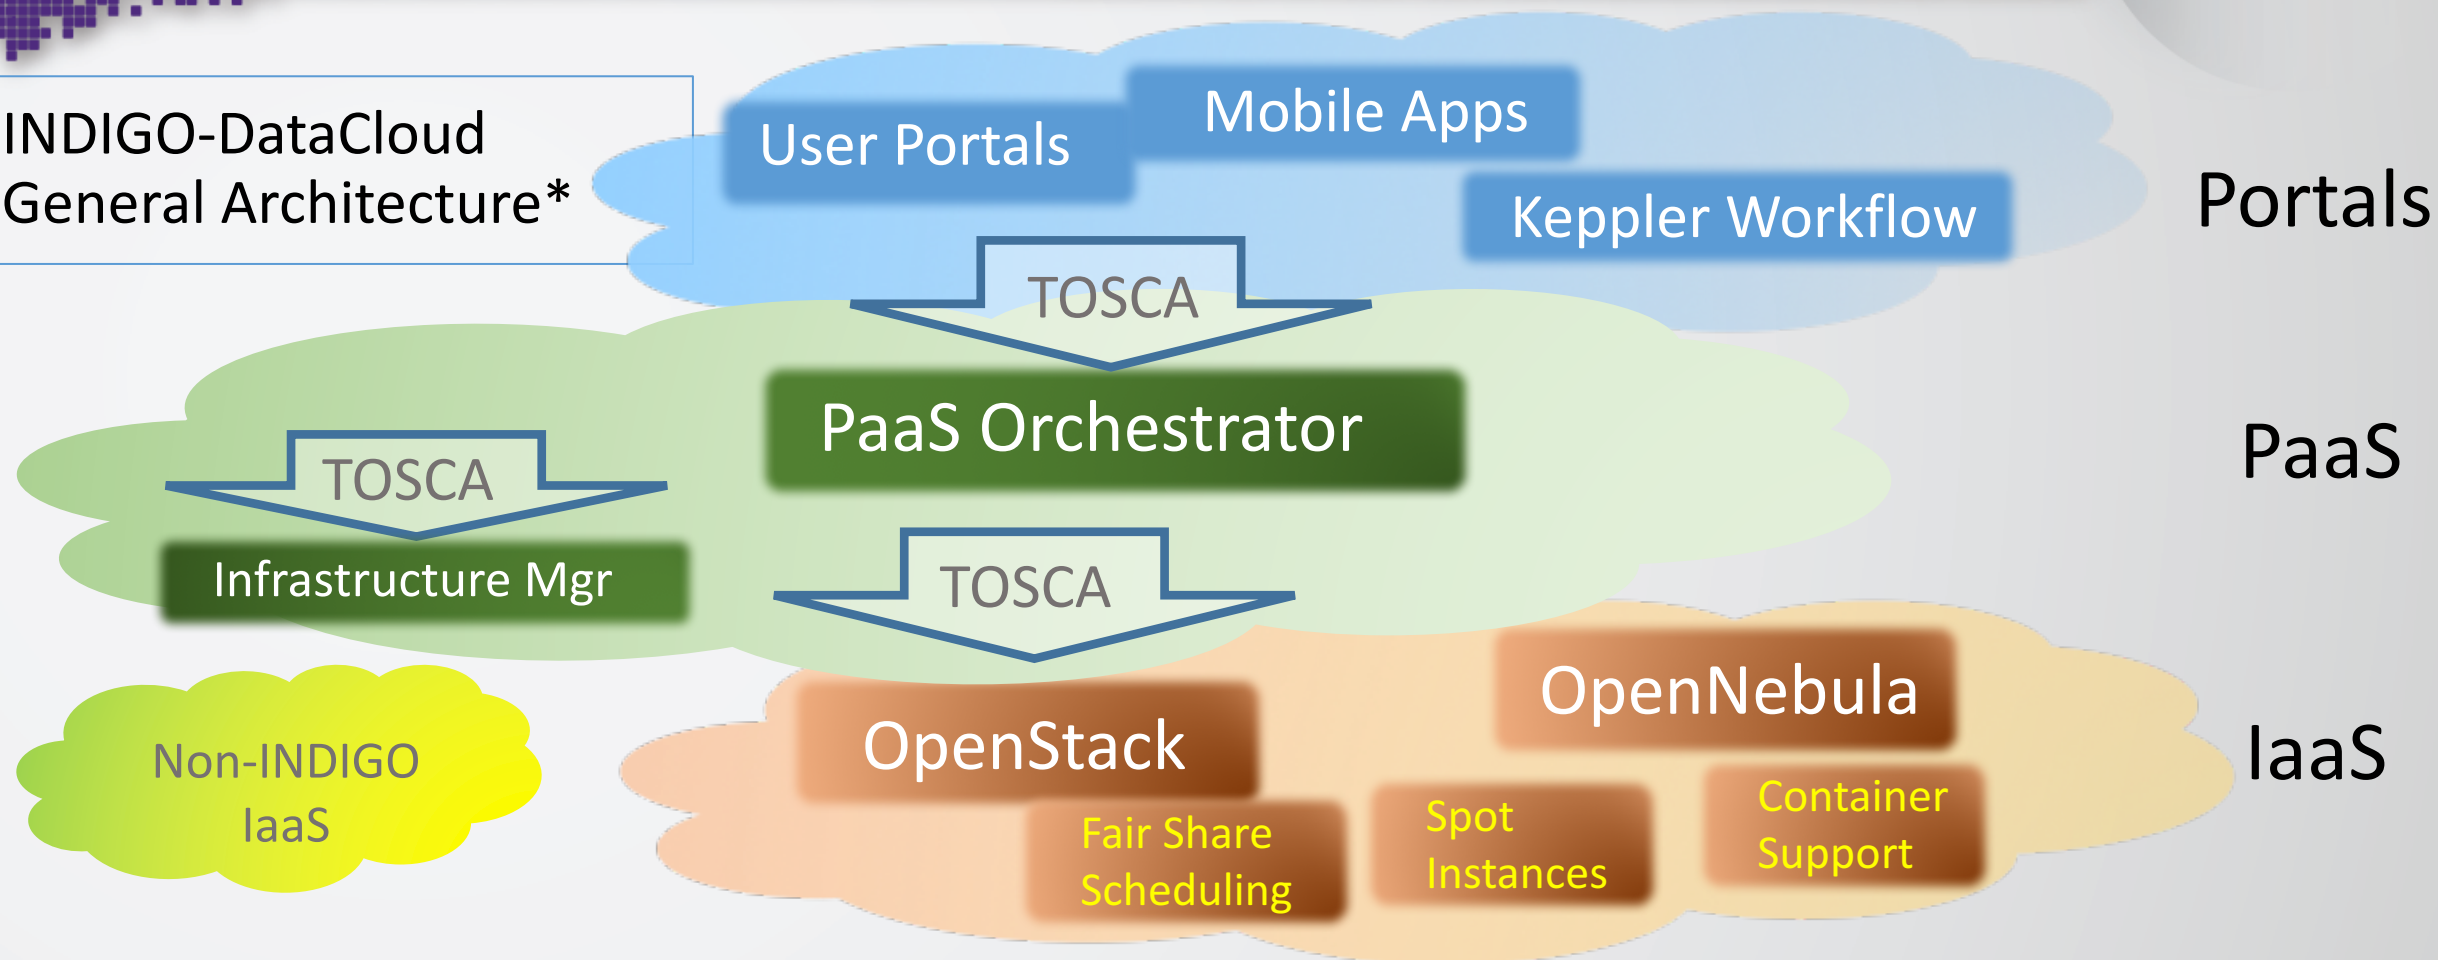 INDIGO-DataCloud
General Architecture*
User Portals
Mobile Apps
Keppler Workflow
Portals
TOSCA
PaaS Orchestrator
PaaS
TOSCA
Infrastructure Mgr
TOSCA
Non-INDIGO
IaaS
OpenStack
OpenNebula
IaaS
Fair Share
Scheduling
Spot
Instances
Container
Support